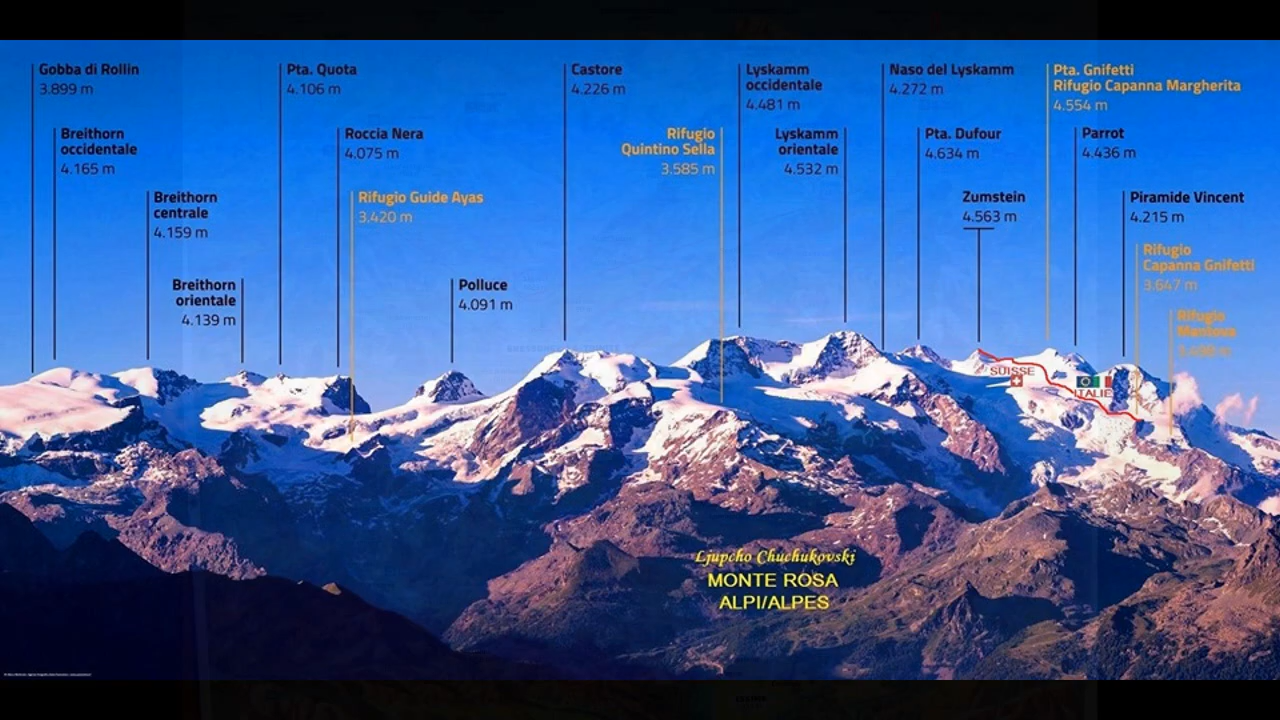 Gobba di Rollin
3.899 m
Breithorn
occidentale
4.165 m
Breithorn
centrale
4.159 m
Breithorn
orientale
4.139 m
Pta. Quota
4.106 m
Roccia Nera
4.075 m
Rifugio Guide Ayas
3.420 m
Polluce
4.091 m
Castore
4.226 m
Rifugio
Quintino Sella
3.585 m
Lyskamm
occidentale
4.481 m
Lyskamm
orientale
4.532 m
Naso del Lyskamm
4.272 m
Pta. Dufour
4.634 m
Zumstein
4.563 m
Pta. Gnifetti
Rifugio Capanna Margherita
4.554 m
Parrot
4.436 m
Piramide Vincent
4.215 m
Rifugio
Capanna Gnifetti
3.647 m
Rifugio
Mantova
SUISSE
ITALIE
Ljupcho Chuchukovski
MONTE ROSA
ALPI/ALPES